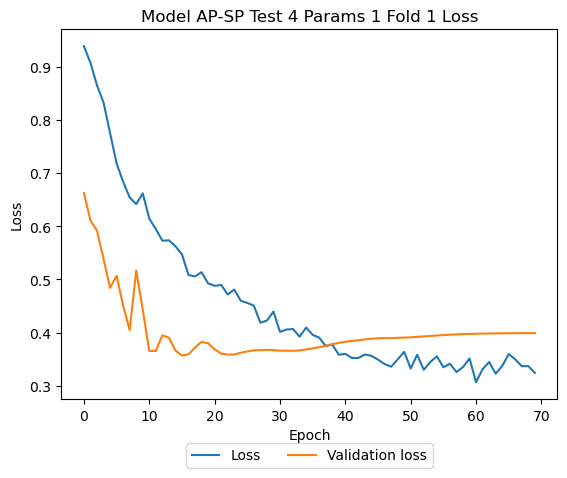 Model AP-SP Test 4 Params 1 Fold 1 Loss
Loss
0.9
0.8
0.7
0.6
0.5
0.4
0.3
0 10 20 30 40 50 60 70
Epoch
Loss Validation loss